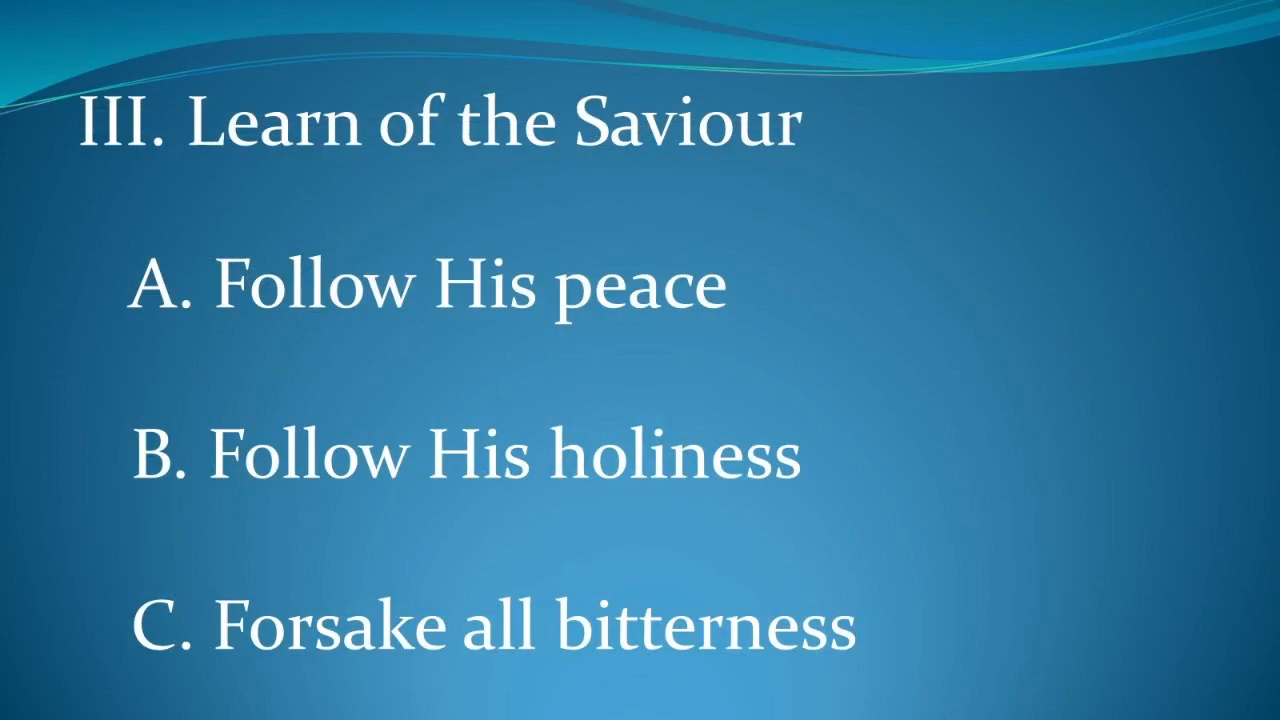 III. Learn of the Saviour
A. Follow His peace
B. Follow His holiness
C. Forsake all bitterness